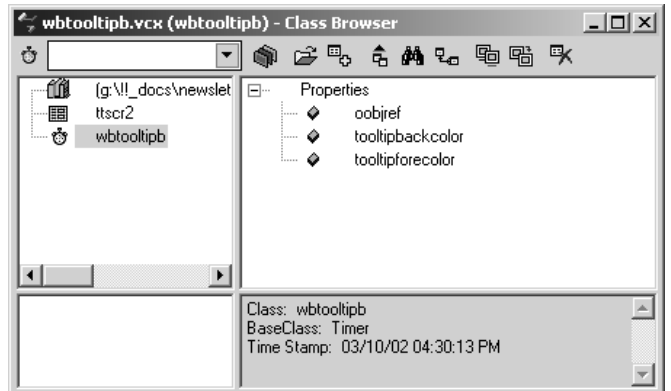 wbtooltipb.vcx (wbtooltipb) - Class Browser
(g:\!!_docs\newslet
ttscr2
wbtooltipb
Properties
oobjref
tooltipbackcolor
tooltipforecolor
Class: wbtooltipb
BaseClass: Timer
Time Stamp: 03/10/02 04:30:13 PM